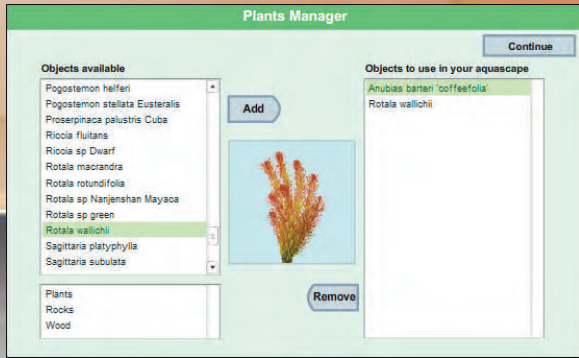 Plants Manager
Continue
Objects available
Pogostemon helferi
Pogostemon stellata Eusteralis
Proserpinaca palustris Cuba
Riccia fluitans
Riccia sp Dwarf
Rotala macrandra
Rotala rotundifolia
Rotala sp Nanjenshan Mayaca
Rotala sp green
Rotala wallichii
Sagittaria platyphylla
Sagittaria subulata
Plants
Rocks
Wood
Add
Remove
Objects to use in your aquascape
Anubias barteri 'coffeefolia'
Rotala wallichii